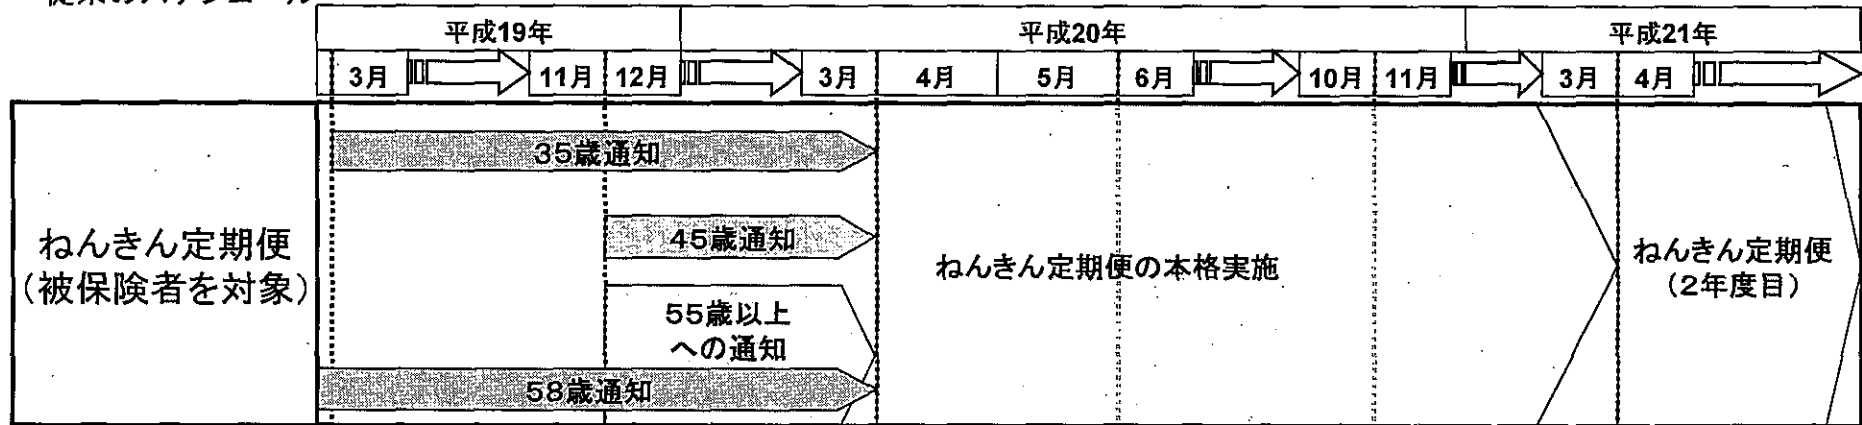 平成19年 平成20年 平成21年
3月 11月 12月 3月 4月 5月 6月 10月 11月 3月 4月
35歳通知
45歳通知
ねんきん定期便
(被保険者を対象)
ねんきん定期便の本格実施
ねんきん定期便
(2年度目)
55歳以上
への通知
58歳通知